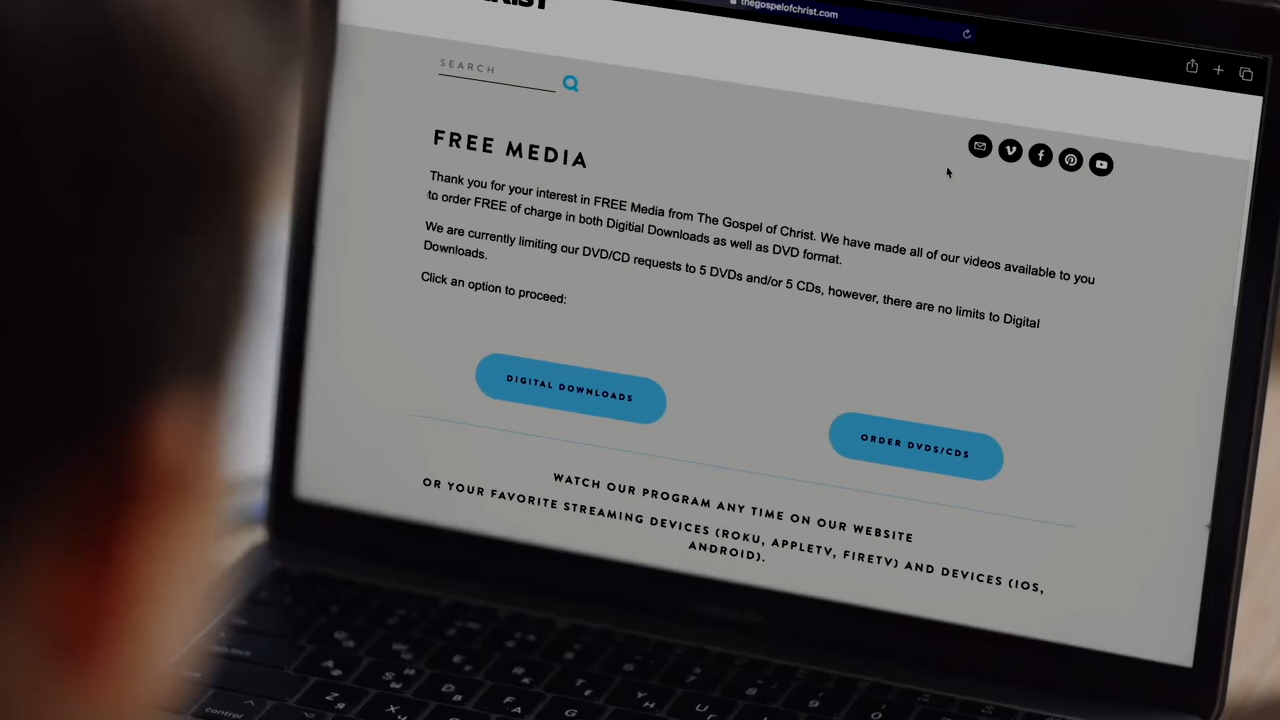 thegospelofchrist.com
SEARCH
FREE MEDIA
Thank you for your interest in FREE Media from The Gospel of Christ. We have made all of our videos available to you
to order FREE of charge in both Digitial Downloads as well as DVD format.
We are currently limiting our DVD/CD requests to 5 DVDs and/or 5 CDs, however, there are no limits to Digital
Downloads.
Click an option to proceed:
DIGITAL DOWNLOADS
ORDER DVDS/CDS
WATCH OUR PROGRAM ANY TIME ON OUR WEBSITE
OR YOUR FAVORITE STREAMING DEVICES (ROKU, APPLETV, FIRETV) AND DEVICES (IOS,
ANDROID).
control